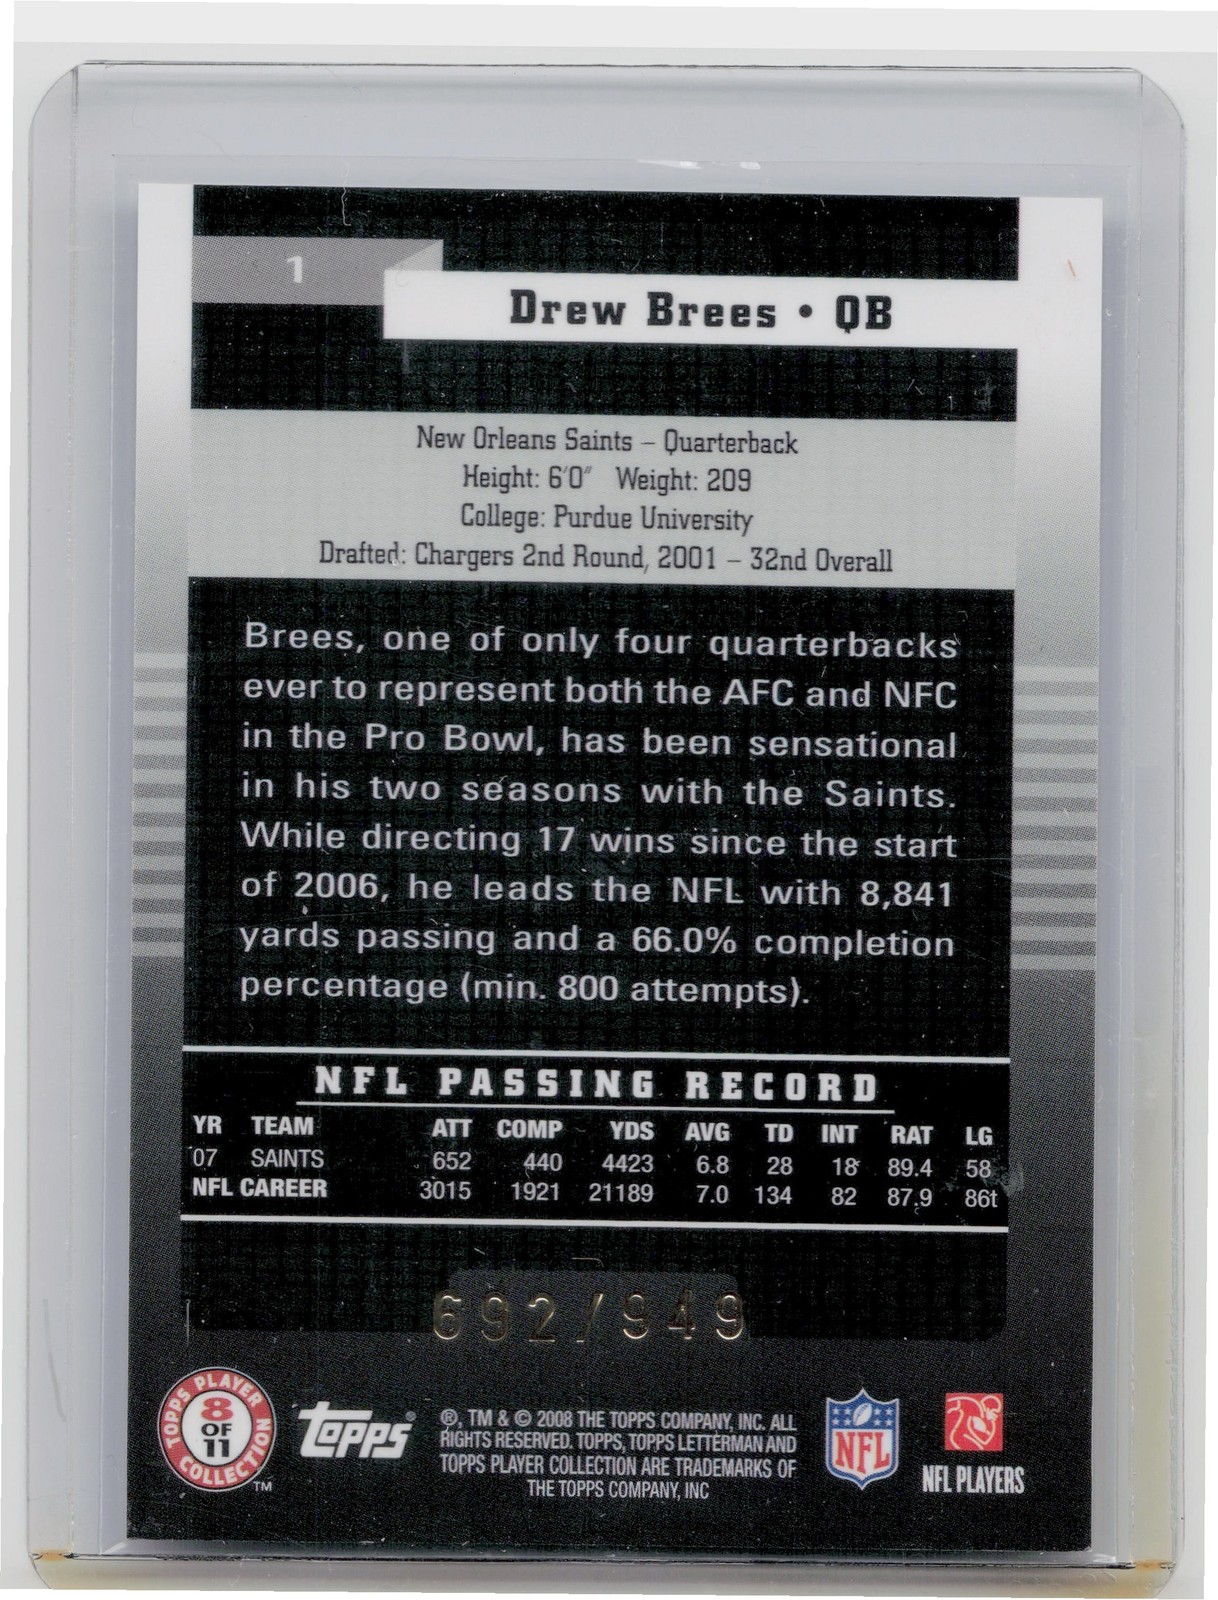 1
Drew Brees • QB
New Orleans Saints – Quarterback
Height: 6'0" Weight: 209
College: Purdue University
Drafted: Chargers 2nd Round, 2001 – 32nd Overall
Brees, one of only four quarterbacks
ever to represent both the AFC and NFC
in the Pro Bowl, has been sensational
in his two seasons with the Saints.
While directing 17 wins since the start
of 2006, he leads the NFL with 8,841
yards passing and a 66.0% completion
percentage (min. 800 attempts).
NFL PASSING RECORD
YR TEAM ATT COMP YDS AVG TD INT RAT LG
07 SAINTS 652 440 4423 6.8 28 18 89.4 58
NFL CAREER 3015 1921 21189 7.0 134 82 87.9 86t
692/949
TOPPS PLAYER COLLECTION
8
OF
11
TM
Topps®
®, TM & © 2008 THE TOPPS COMPANY, INC. ALL
RIGHTS RESERVED. TOPPS, TOPPS LETTERMAN AND
TOPPS PLAYER COLLECTION ARE TRADEMARKS OF
THE TOPPS COMPANY, INC
NFL
NFL PLAYERS